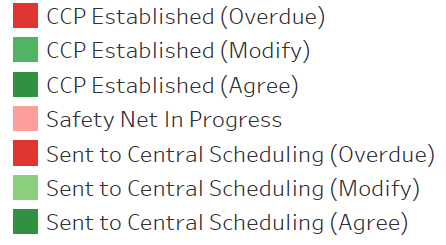 CCP Established (Overdue)
CCP Established (Modify)
CCP Established (Agree)
Safety Net In Progress
Sent to Central Scheduling (Overdue)
Sent to Central Scheduling (Modify)
Sent to Central Scheduling (Agree)